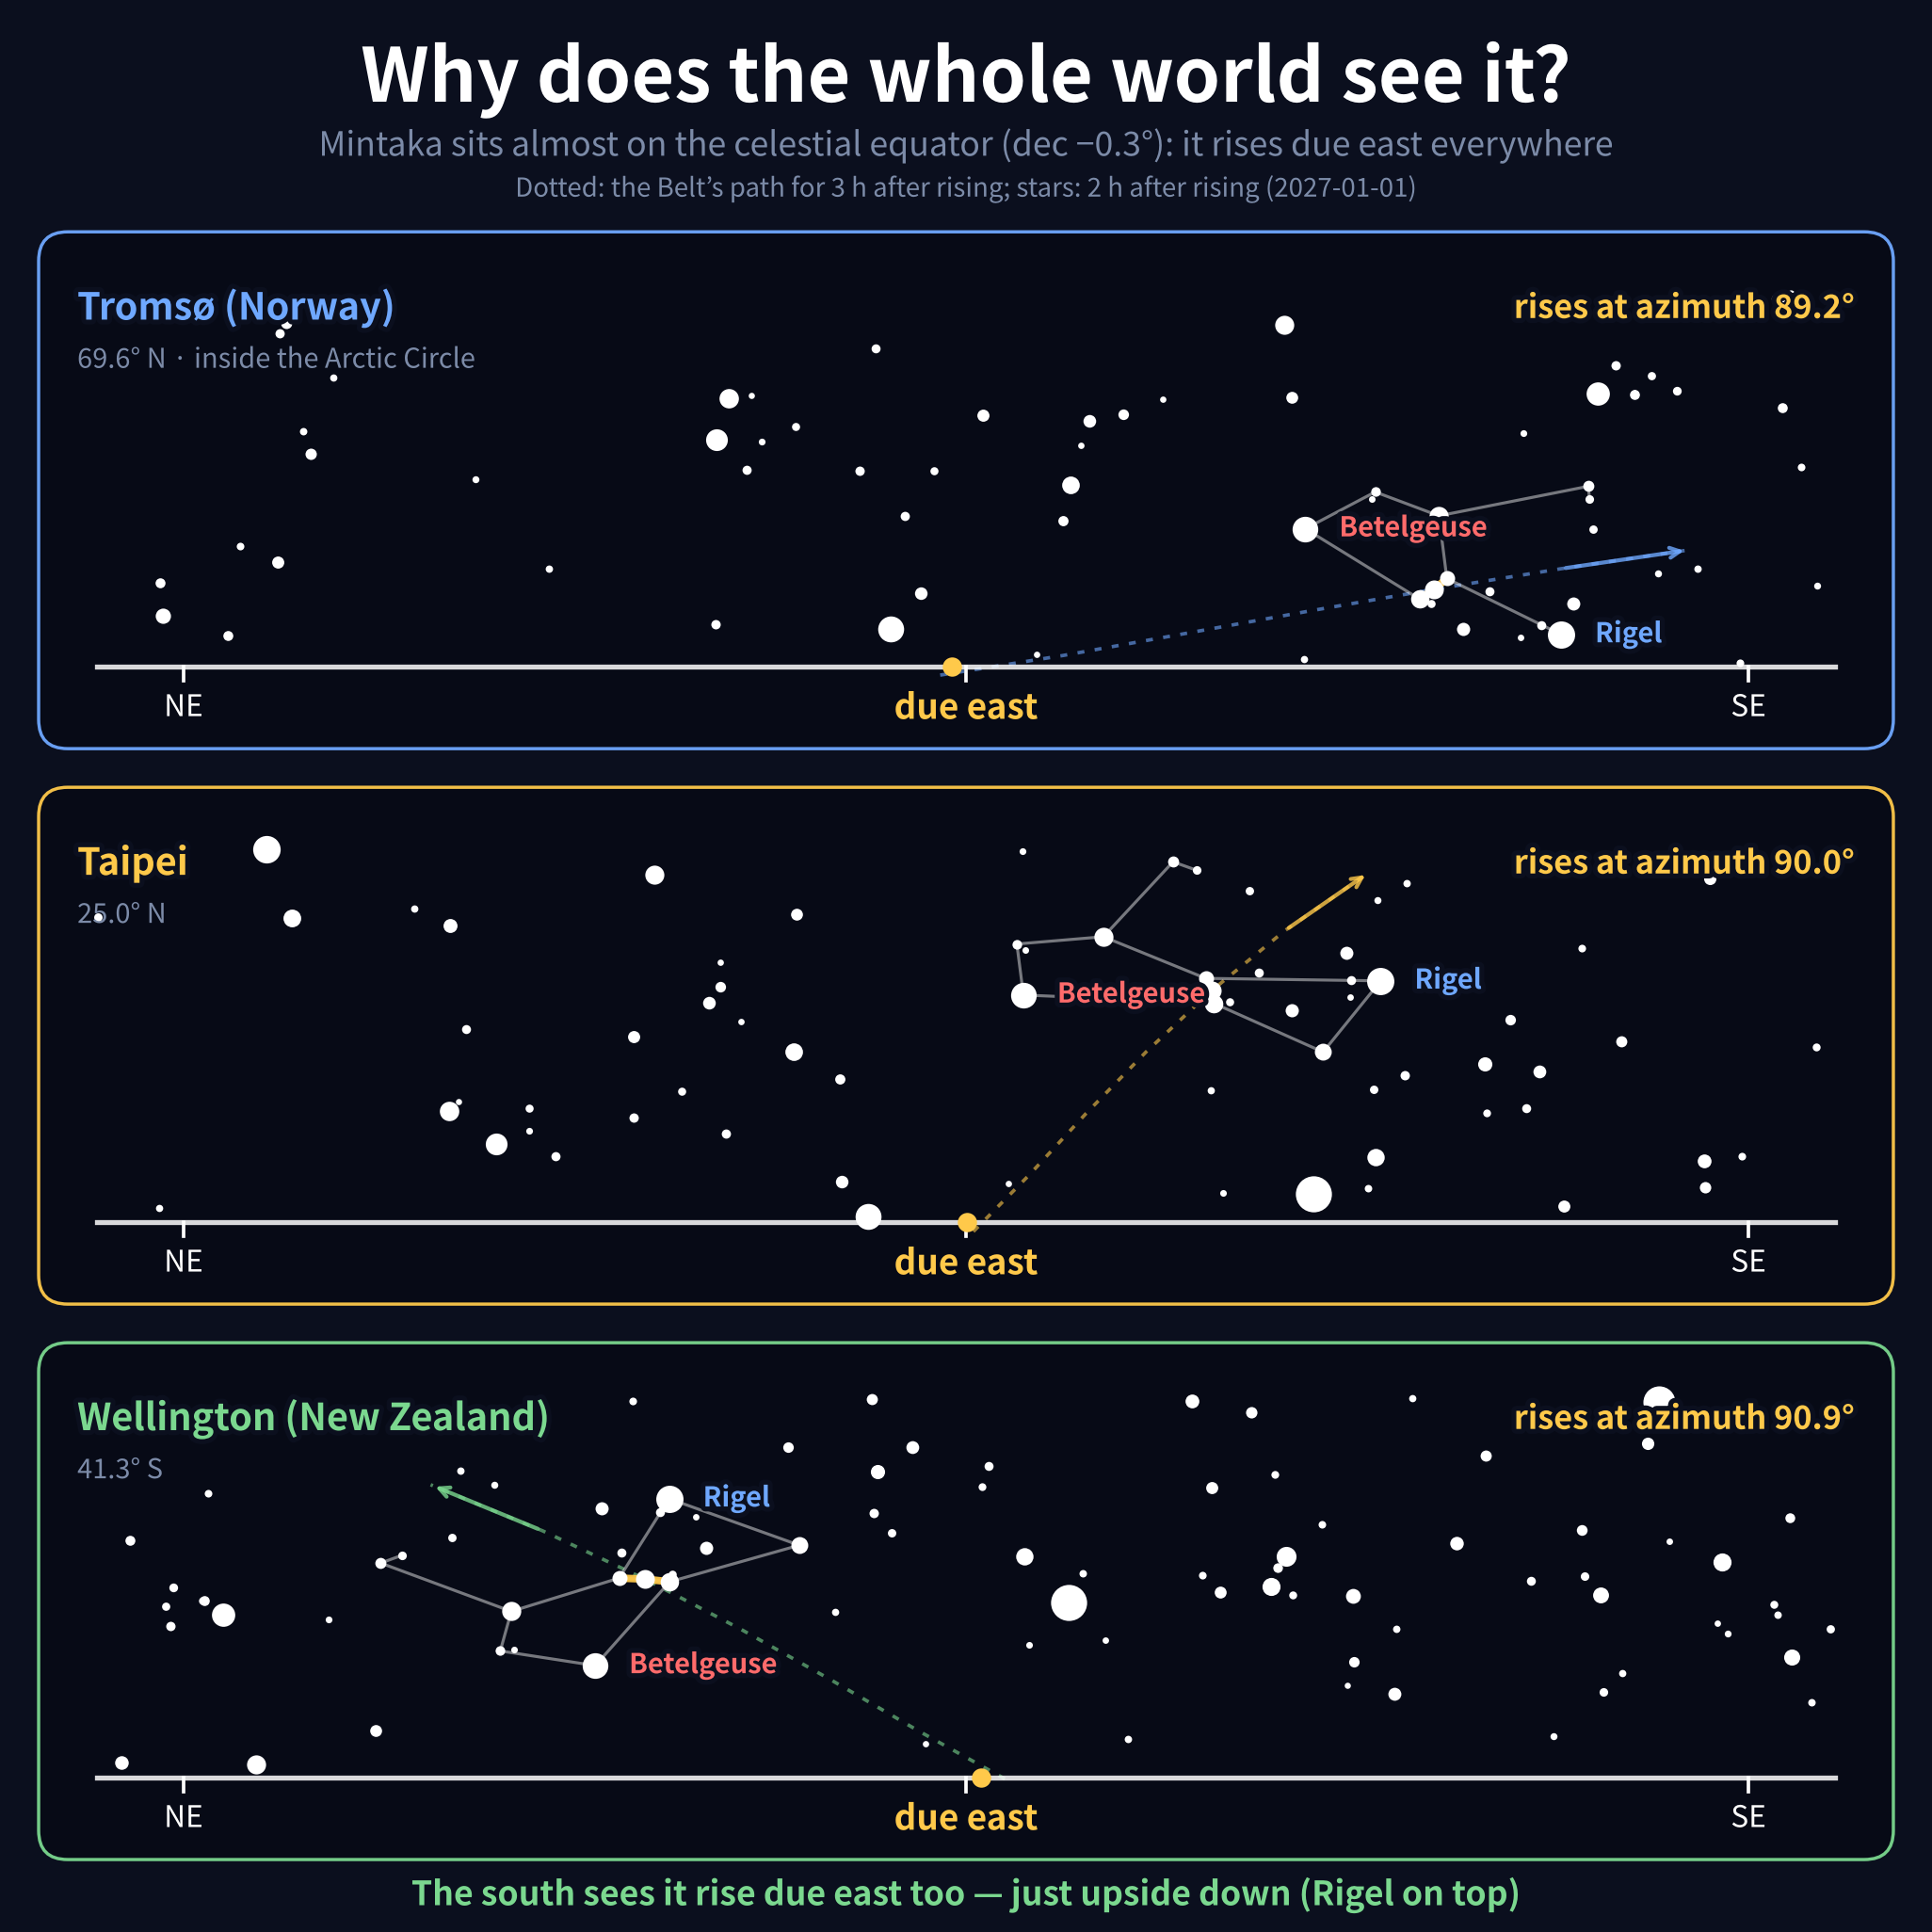 Why does the whole world see it?
Mintaka sits almost on the celestial equator (dec −0.3°): it rises due east everywhere
Dotted: the Belt’s path for 3 h after rising; stars: 2 h after rising (2027-01-01)
Tromsø (Norway)
rises at azimuth 89.2°
69.6° N · inside the Arctic Circle
Betelgeuse
Rigel
NE
due east
SE
Taipei
rises at azimuth 90.0°
25.0° N
Betelgeuse
Rigel
NE
due east
SE
Wellington (New Zealand)
rises at azimuth 90.9°
41.3° S
Rigel
Betelgeuse
NE
due east
SE
The south sees it rise due east too — just upside down (Rigel on top)